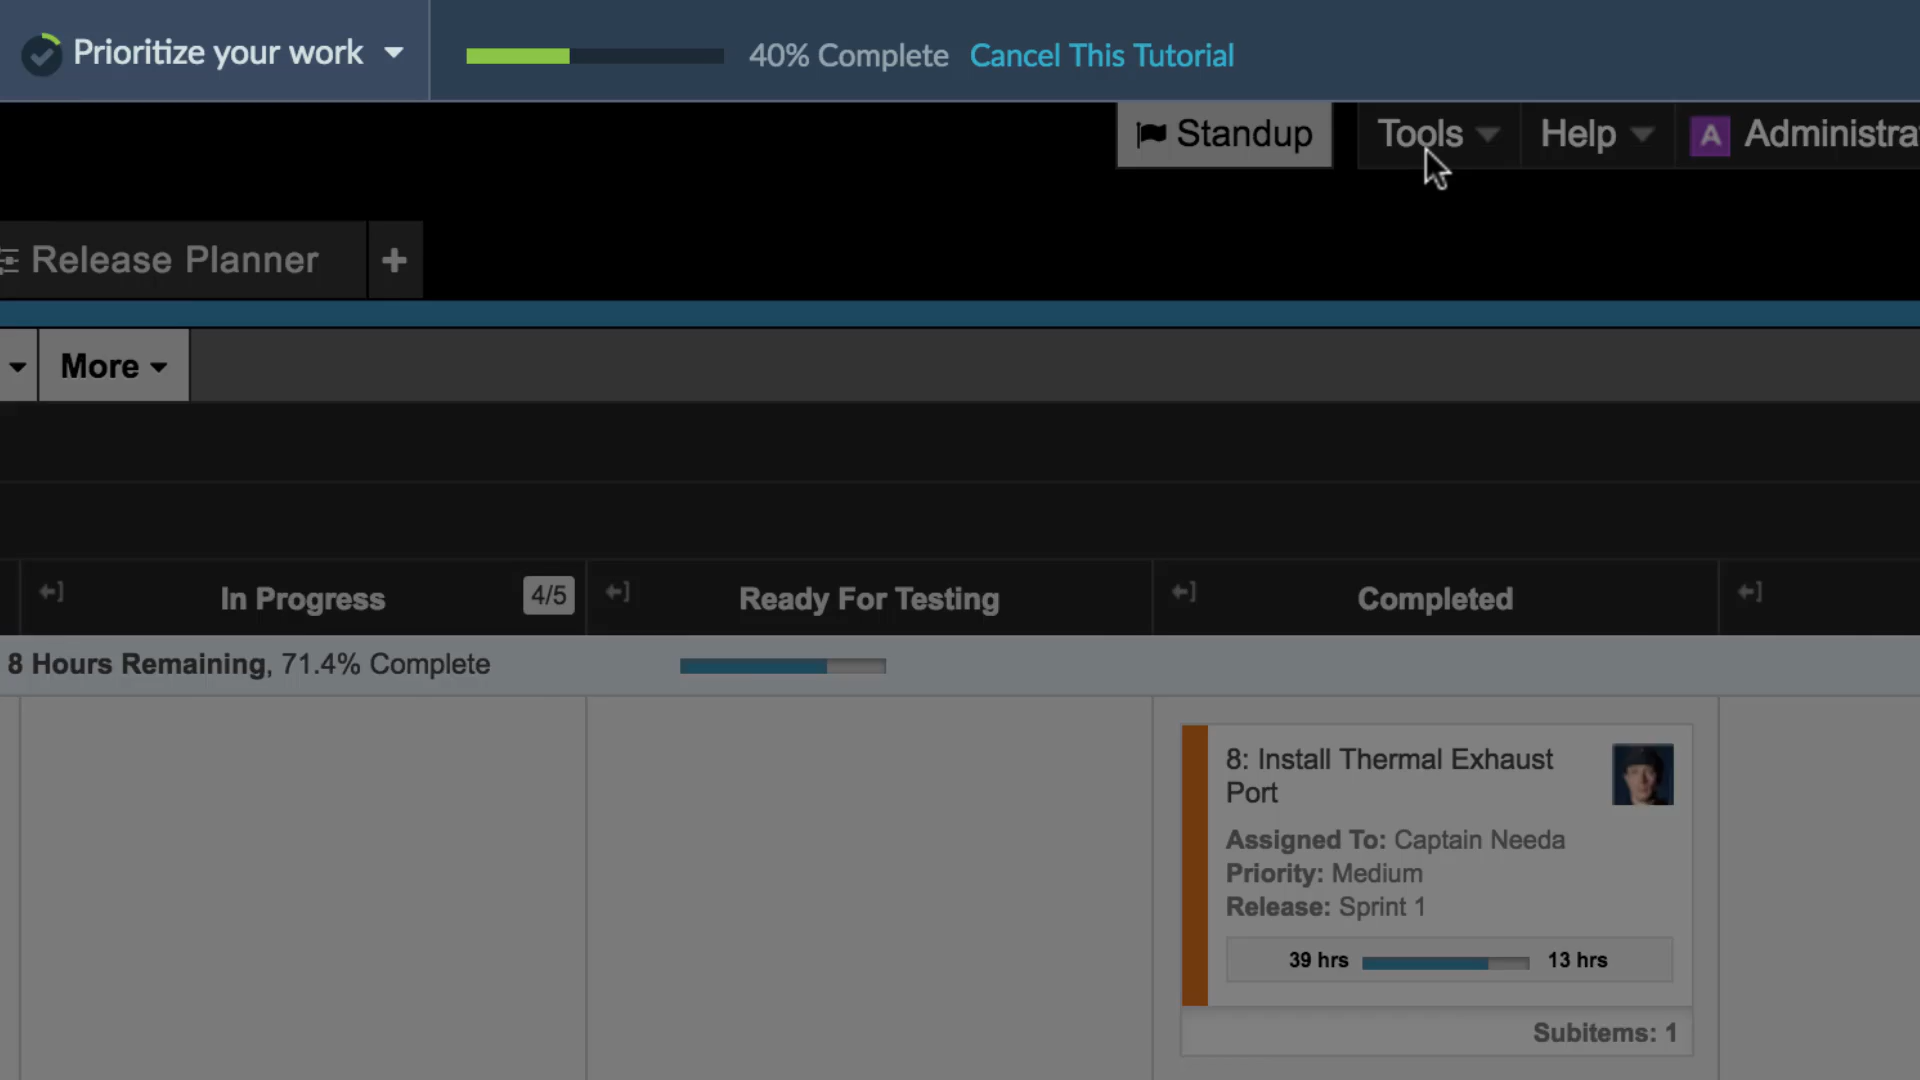 Prioritize your work
40% Complete Cancel This Tutorial
Standup Tools Help A Administra
Release Planner +
More
In Progress 4/5 Ready For Testing Completed
8 Hours Remaining, 71.4% Complete
8: Install Thermal Exhaust
Port
Assigned To: Captain Needa
Priority: Medium
Release: Sprint 1
39 hrs 13 hrs
Subitems: 1